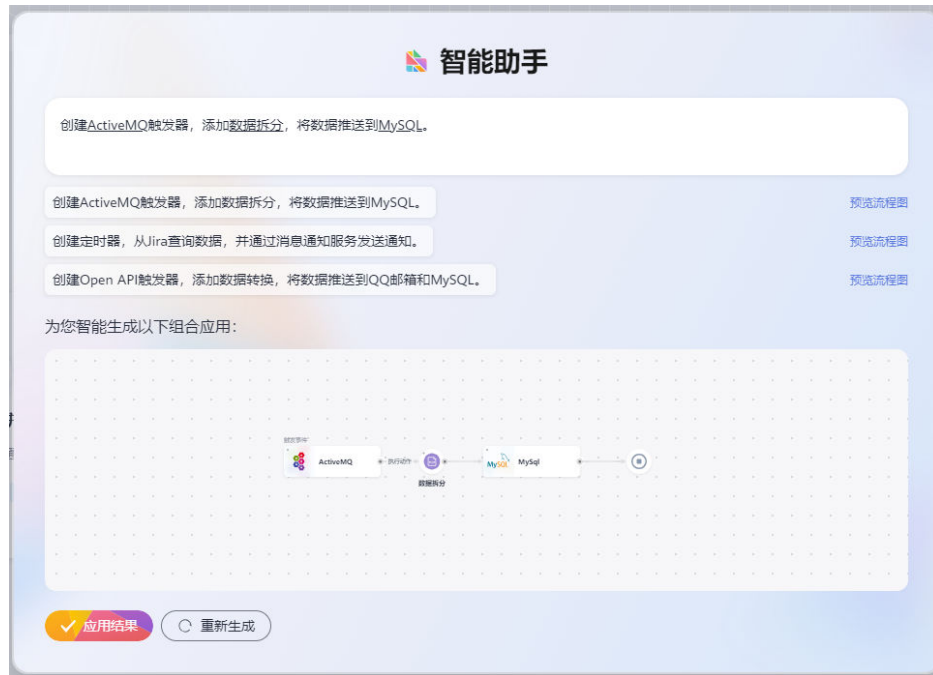 智能助手
创建ActiveMQ触发器，添加数据拆分，将数据推送到MySQL。
创建ActiveMQ触发器，添加数据拆分，将数据推送到MySQL。 预览流程图
创建定时器，从Jira查询数据，并通过消息通知服务发送通知。 预览流程图
创建Open API触发器，添加数据转换，将数据推送到QQ邮箱和MySQL。 预览流程图
为您智能生成以下组合应用：
触发事件
ActiveMQ 执行动作 MySQL MySql
数据拆分
应用结果 重新生成